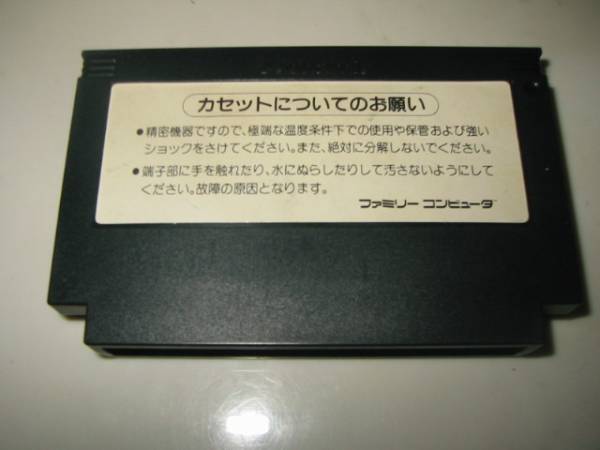 カセットについてのお願い
●精密機器ですので、極端な温度条件下での使用や保管および強い
ショックをさけてください。また、絶対に分解しないでください。
●端子部に手を触れたり、水にぬらしたりして汚さないようにして
ください。故障の原因となります。
ファミリー コンピュータ